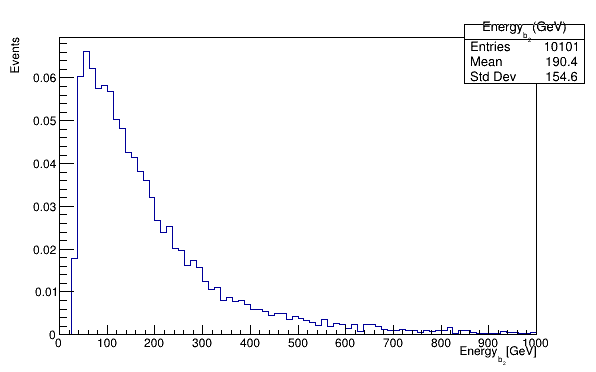 Energy_b2(GeV)
Entries 10101
Mean 190.4
Std Dev 154.6
Events
0.06
0.05
0.04
0.03
0.02
0.01
0
0 100 200 300 400 500 600 700 800 900 1000
Energy_b2[GeV]